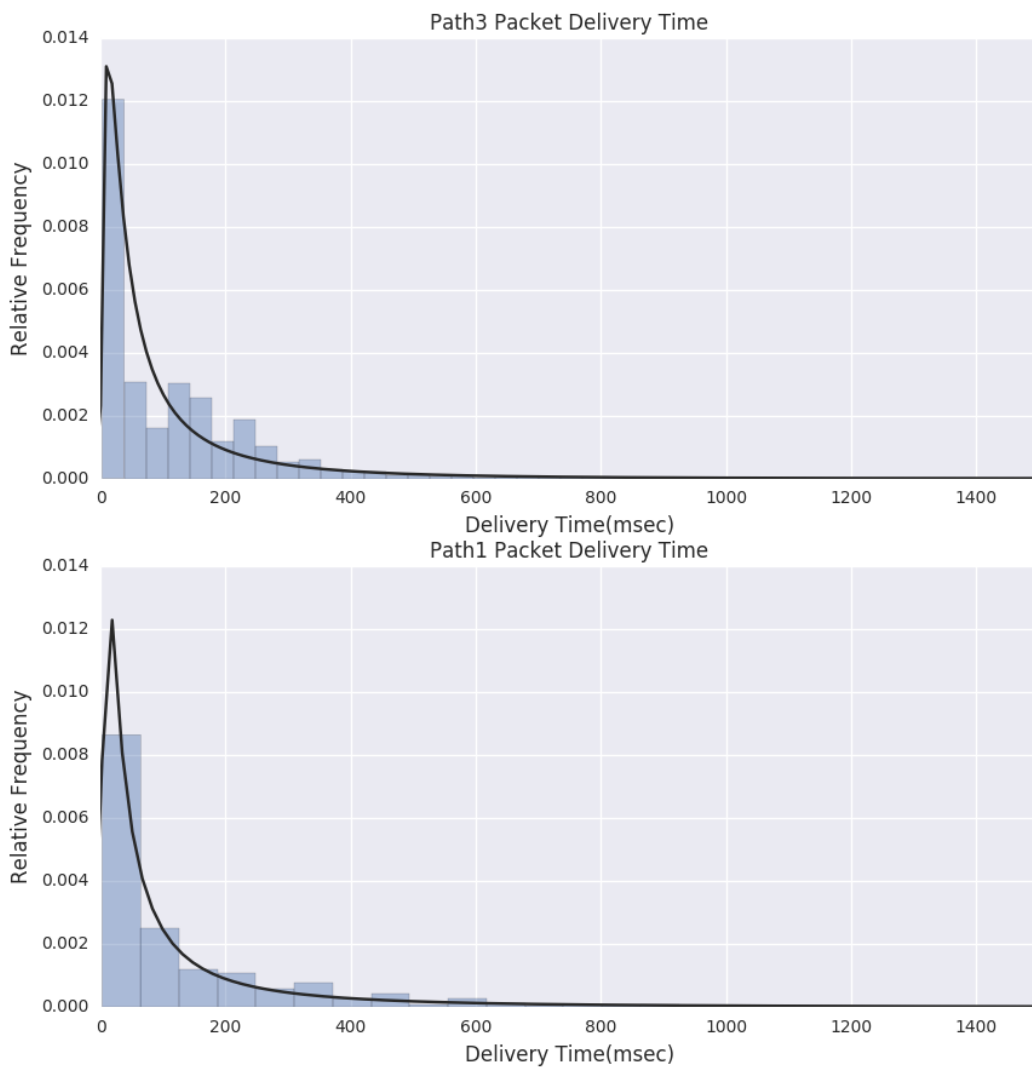 Path3 Packet Delivery Time
0.014
0.012
0.010
0.008
0.006
0.004
0.002
0.000
Relative Frequency
0 200 400 600 800 1000 1200 1400
Delivery Time(msec)
Path1 Packet Delivery Time
0.014
0.012
0.010
0.008
0.006
0.004
0.002
0.000
Relative Frequency
0 200 400 600 800 1000 1200 1400
Delivery Time(msec)